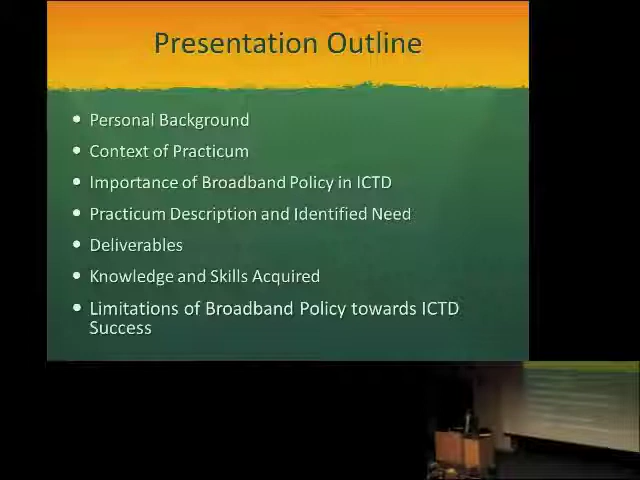 Presentation Outline
• Personal Background
• Context of Practicum
• Importance of Broadband Policy in ICTD
• Practicum Description and Identified Need
• Deliverables
• Knowledge and Skills Acquired
• Limitations of Broadband Policy towards ICTD
Success